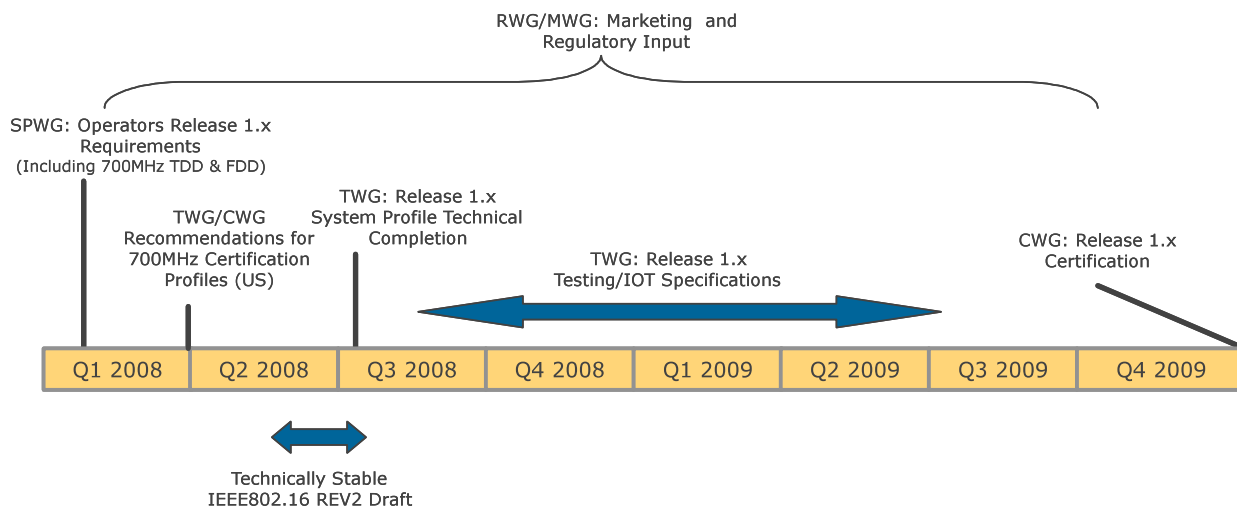 RWG/MWG: Marketing and
Regulatory Input
SPWG: Operators Release 1.x
Requirements
(Including 700MHz TDD & FDD)
TWG/CWG
Recommendations for
700MHz Certification
Profiles (US)
TWG: Release 1.x
System Profile Technical
Completion
TWG: Release 1.x
Testing/IOT Specifications
CWG: Release 1.x
Certification
Q1 2008
Q2 2008
Q3 2008
Q4 2008
Q1 2009
Q2 2009
Q3 2009
Q4 2009
Technically Stable
IEEE802.16 REV2 Draft